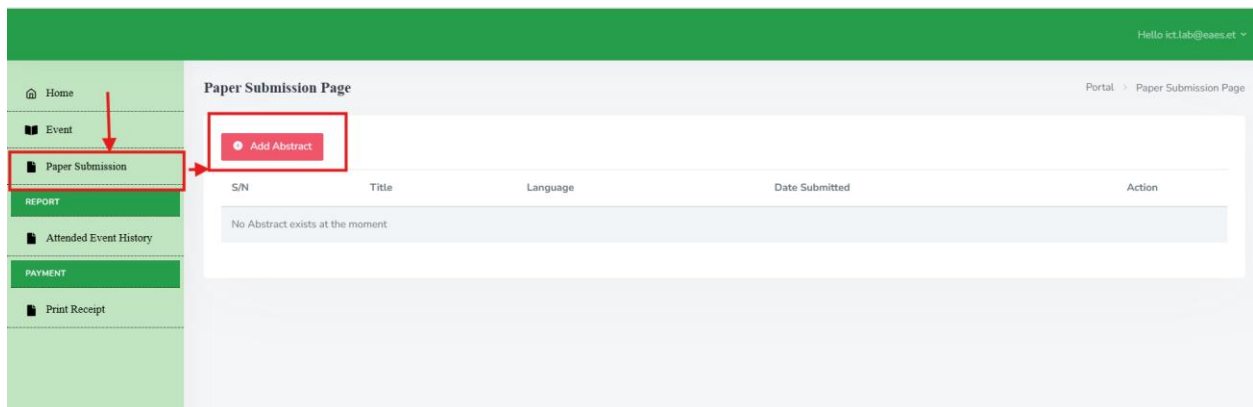 Hello ict.lab@eaes.et
Home
Event
Paper Submission
REPORT
Attended Event History
PAYMENT
Print Receipt
Paper Submission Page
Portal > Paper Submission Page
Add Abstract
S/N Title Language Date Submitted Action
No Abstract exists at the moment